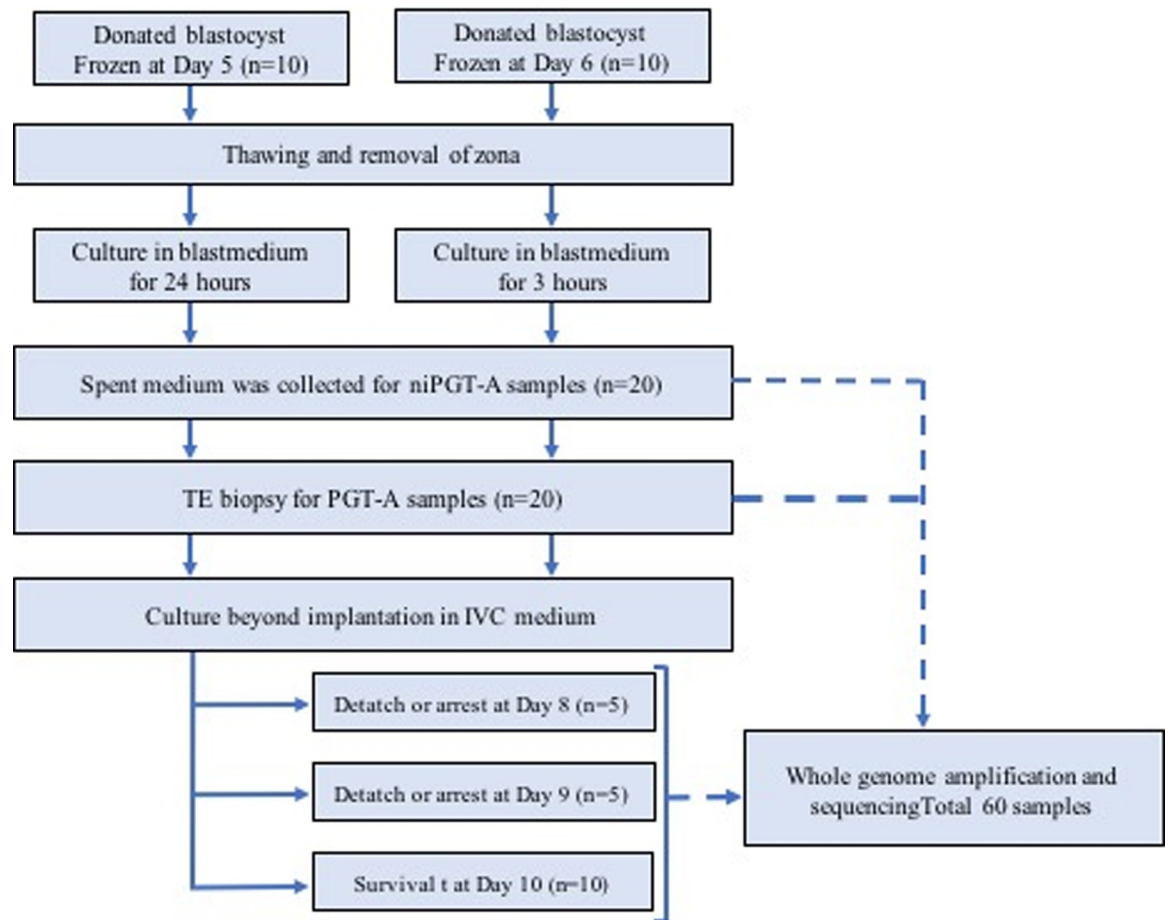 Donated blastocyst
Frozen at Day 5 (n=10)
Donated blastocyst
Frozen at Day 6 (n=10)
Thawing and removal of zona
Culture in blastmedium
for 24 hours
Culture in blastmedium
for 3 hours
Spent medium was collected for niPGT-A samples (n=20)
TE biopsy for PGT-A samples (n=20)
Culture beyond implantation in IVC medium
Detatch or arrest at Day 8 (n=5)
Detatch or arrest at Day 9 (n=5)
Survival t at Day 10 (n=10)
Whole genome amplification and
sequencingTotal 60 samples